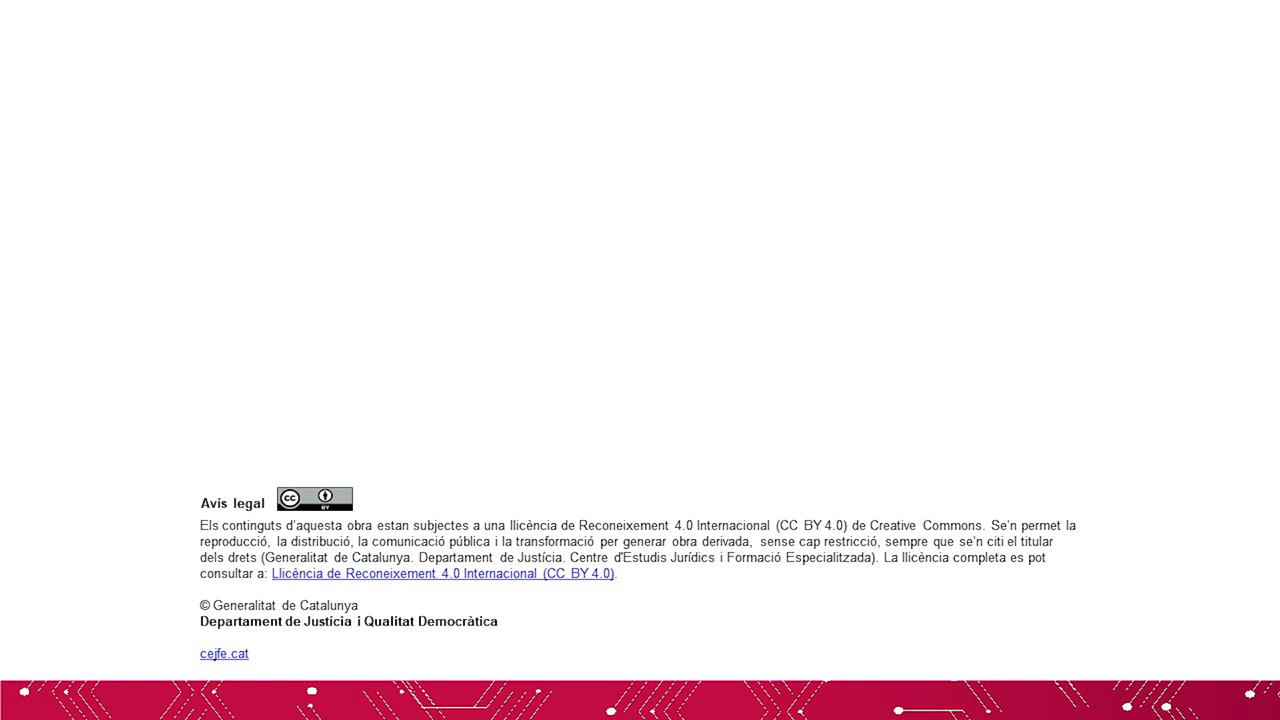 Avís legal
cc
BY
Els continguts d’aquesta obra estan subjectes a una llicència de Reconeixement 4.0 Internacional (CC BY 4.0) de Creative Commons. Se’n permet la
reproducció, la distribució, la comunicació pública i la transformació per generar obra derivada, sense cap restricció, sempre que se’n citi el titular
dels drets (Generalitat de Catalunya. Departament de Justícia. Centre d'Estudis Jurídics i Formació Especialitzada). La llicència completa es pot
consultar a: Llicència de Reconeixement 4.0 Internacional (CC BY 4.0).
© Generalitat de Catalunya
Departament de Justícia i Qualitat Democràtica
cejfe.cat